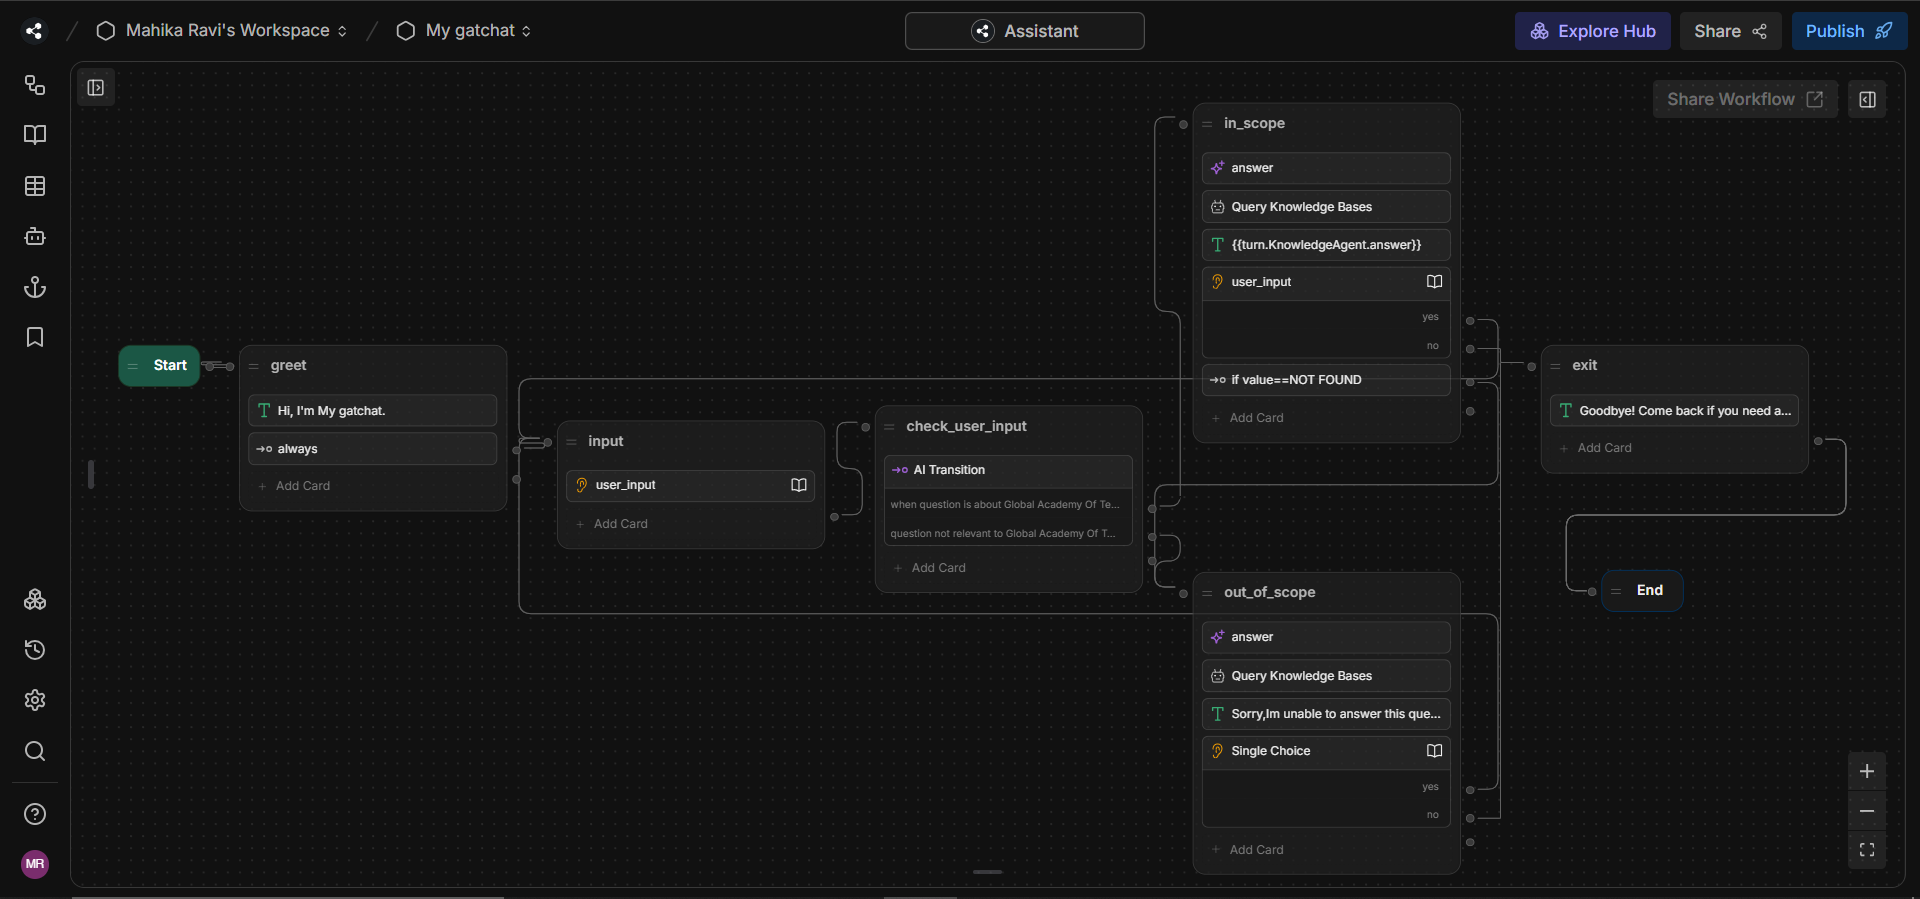 Mahika Ravi's Workspace
My gatchat
Assistant
Explore Hub
Share
Publish
Share Workflow
Start
greet
Hi, I'm My gatchat.
always
Add Card
input
user_input
Add Card
check_user_input
AI Transition
when question is about Global Academy Of Te...
question not relevant to Global Academy Of T...
Add Card
in_scope
answer
Query Knowledge Bases
{{turn.KnowledgeAgent.answer}}
user_input
yes
no
if value==NOT FOUND
Add Card
out_of_scope
answer
Query Knowledge Bases
Sorry,Im unable to answer this que...
Single Choice
yes
no
Add Card
exit
Goodbye! Come back if you need a...
Add Card
End
MR